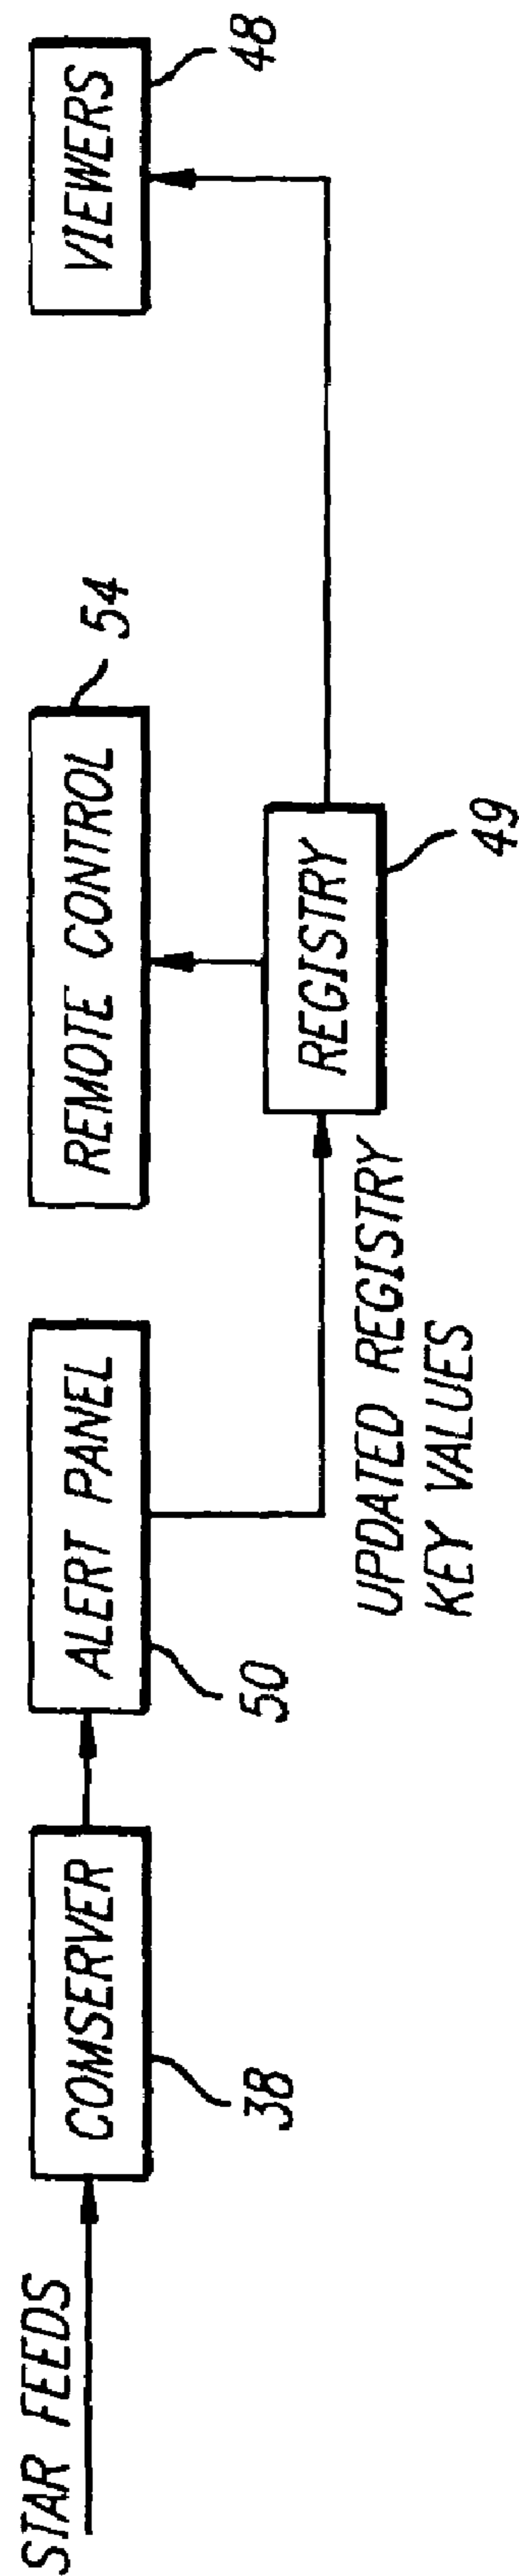 STAR FEEDS
COMSERVER
38
ALERT PANEL
50
REMOTE CONTROL
54
VIEWERS
48
REGISTRY
49
UPDATED REGISTRY
KEY VALUES